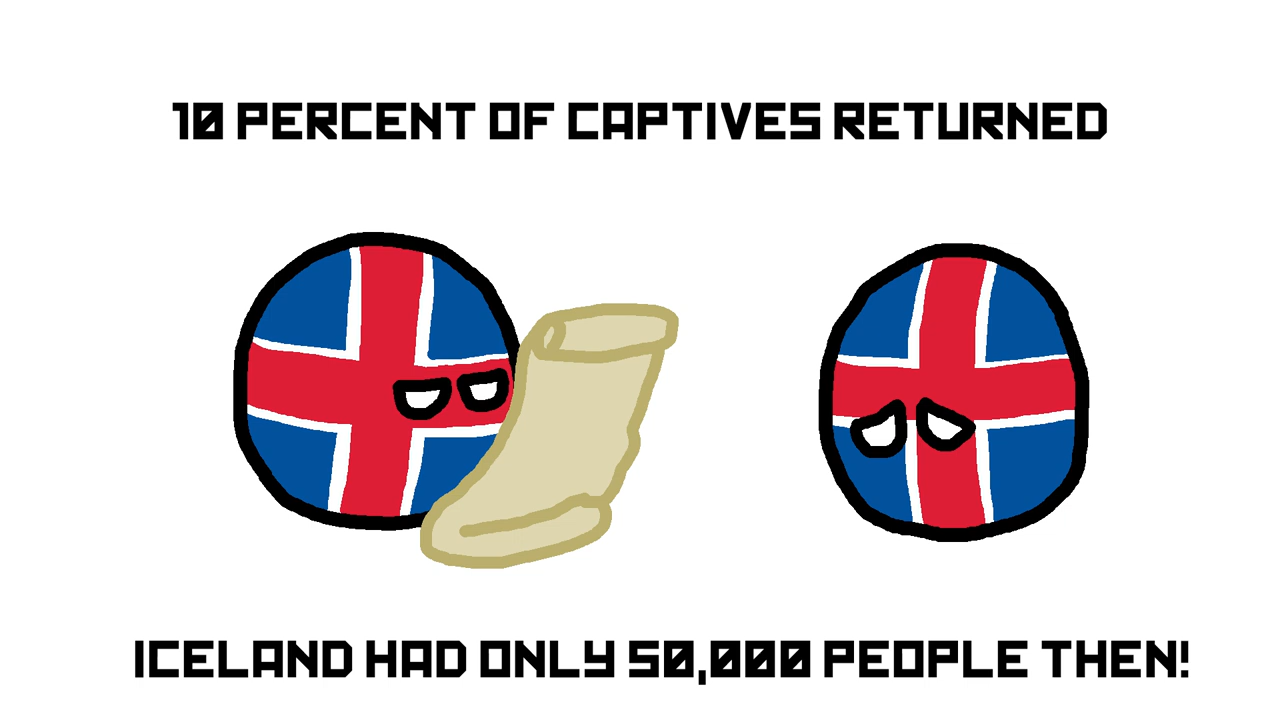 10 PERCENT OF CAPTIVES RETURNED
ICELAND HAD ONLY 50,000 PEOPLE THEN!